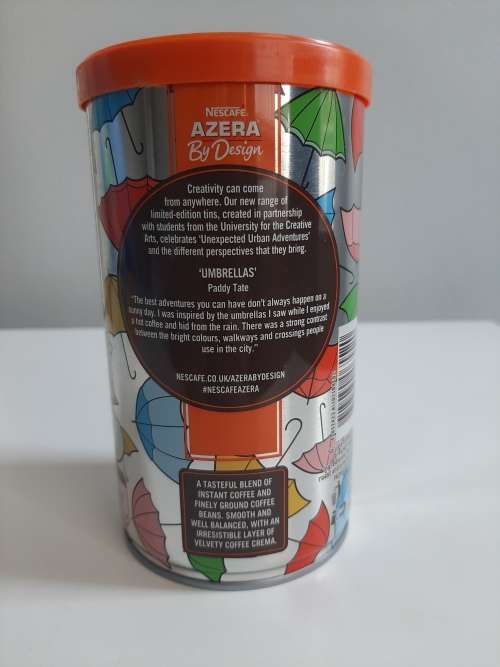 NESCAFÉ
AZERA
By Design
Creativity can come
from anywhere. Our new range of
limited-edition tins, created in partnership
with students from the University for the Creative
Arts, celebrates 'Unexpected Urban Adventures'
and the different perspectives that they bring.
'UMBRELLAS'
Paddy Tate
"The best adventures you can have don't always happen on a
sunny day. I was inspired by the umbrellas I saw while I enjoyed
a hot coffee and hid from the rain. There was a strong contrast
between the bright colours, walkways and crossings people
use in the city."
NESCAFE.CO.UK/AZERABYDESIGN
#NESCAFEAZERA
A TASTEFUL BLEND OF
INSTANT COFFEE AND
FINELY GROUND COFFEE
BEANS. SMOOTH AND
WELL BALANCED, WITH AN
IRRESISTIBLE LAYER OF
VELVETY COFFEE CREMA.